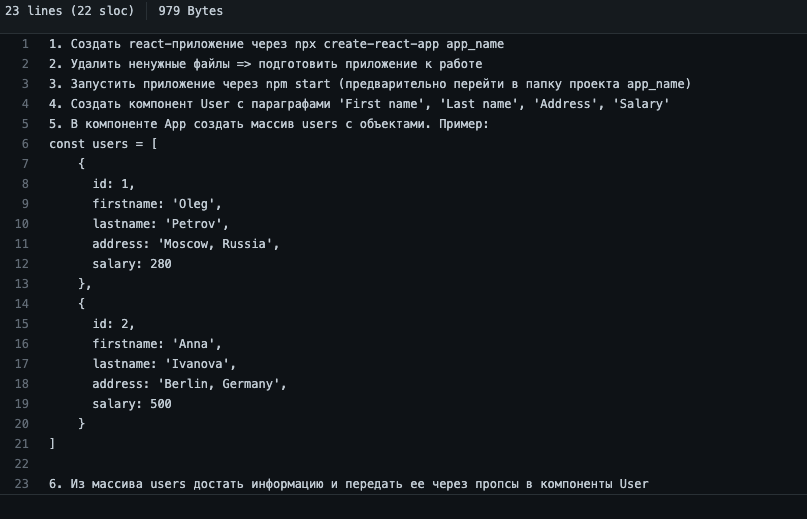 23 lines (22 sloc) 979 Bytes
1 1. Создать react-приложение через npx create-react-app app_name
2 2. Удалить ненужные файлы => подготовить приложение к работе
3 3. Запустить приложение через npm start (предварительно перейти в папку проекта app_name)
4 4. Создать компонент User с параграфами 'First name', 'Last name', 'Address', 'Salary'
5 5. В компоненте App создать массив users с объектами. Пример:
6 const users = [
7 {
8 id: 1,
9 firstname: 'Oleg',
10 lastname: 'Petrov',
11 address: 'Moscow, Russia',
12 salary: 280
13 },
14 {
15 id: 2,
16 firstname: 'Anna',
17 lastname: 'Ivanova',
18 address: 'Berlin, Germany',
19 salary: 500
20 }
21 ]
22
23 6. Из массива users достать информацию и передать ее через пропсы в компоненты User